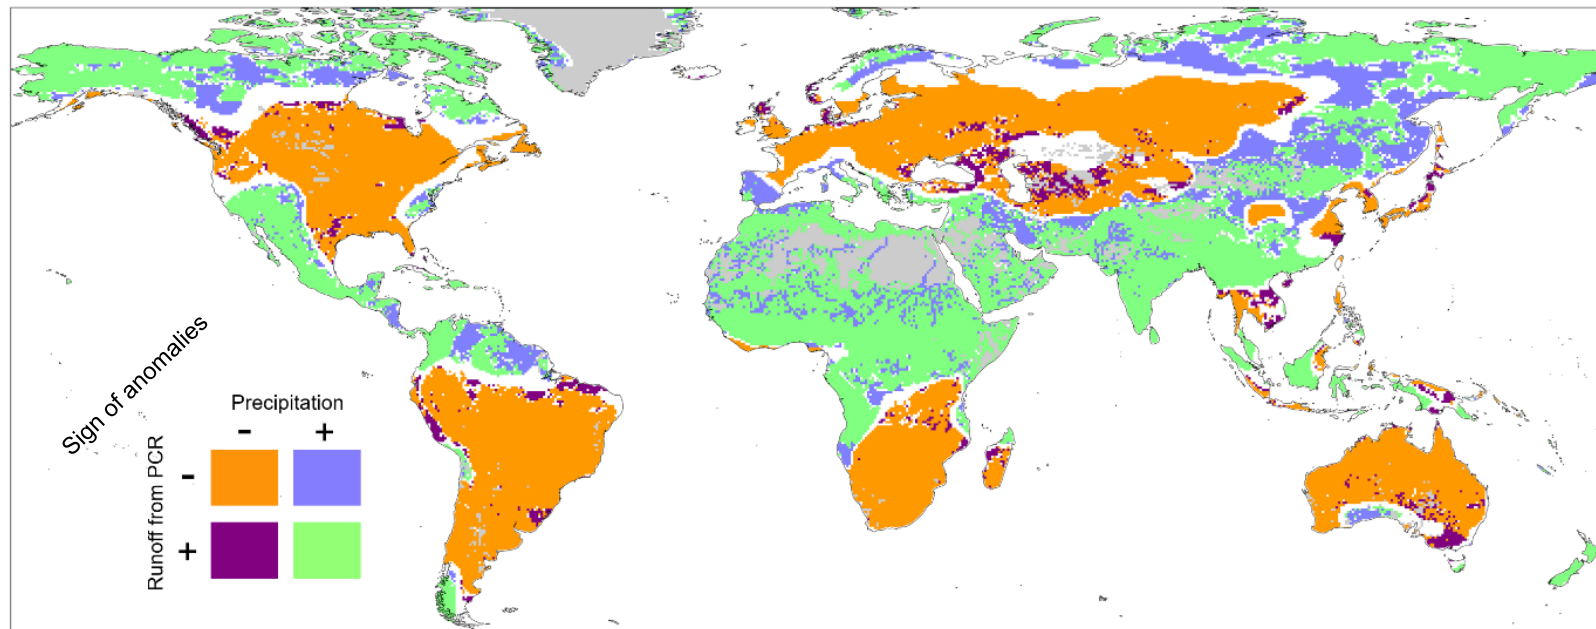 Sign of anomalies
Precipitation
- +
Runoff from PCR
-
+